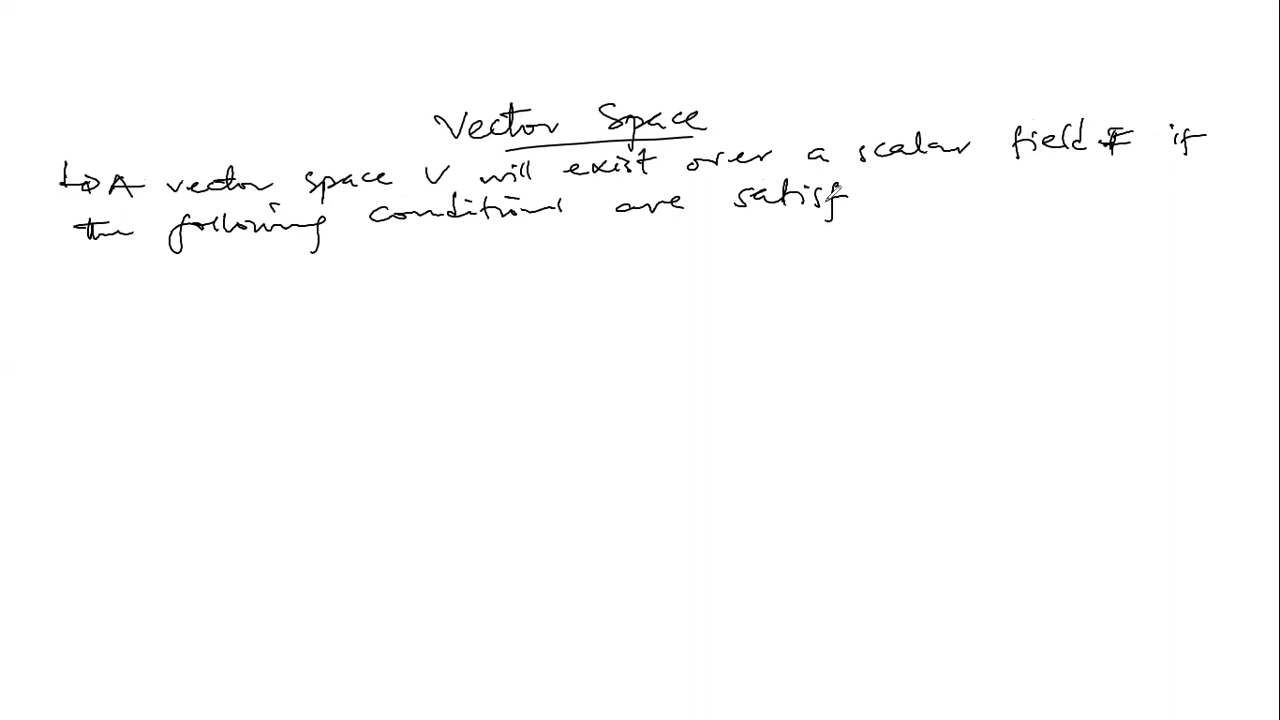 Vector Space
↳ A vector space V will exist over a scalar field F if
the following conditions are satisf